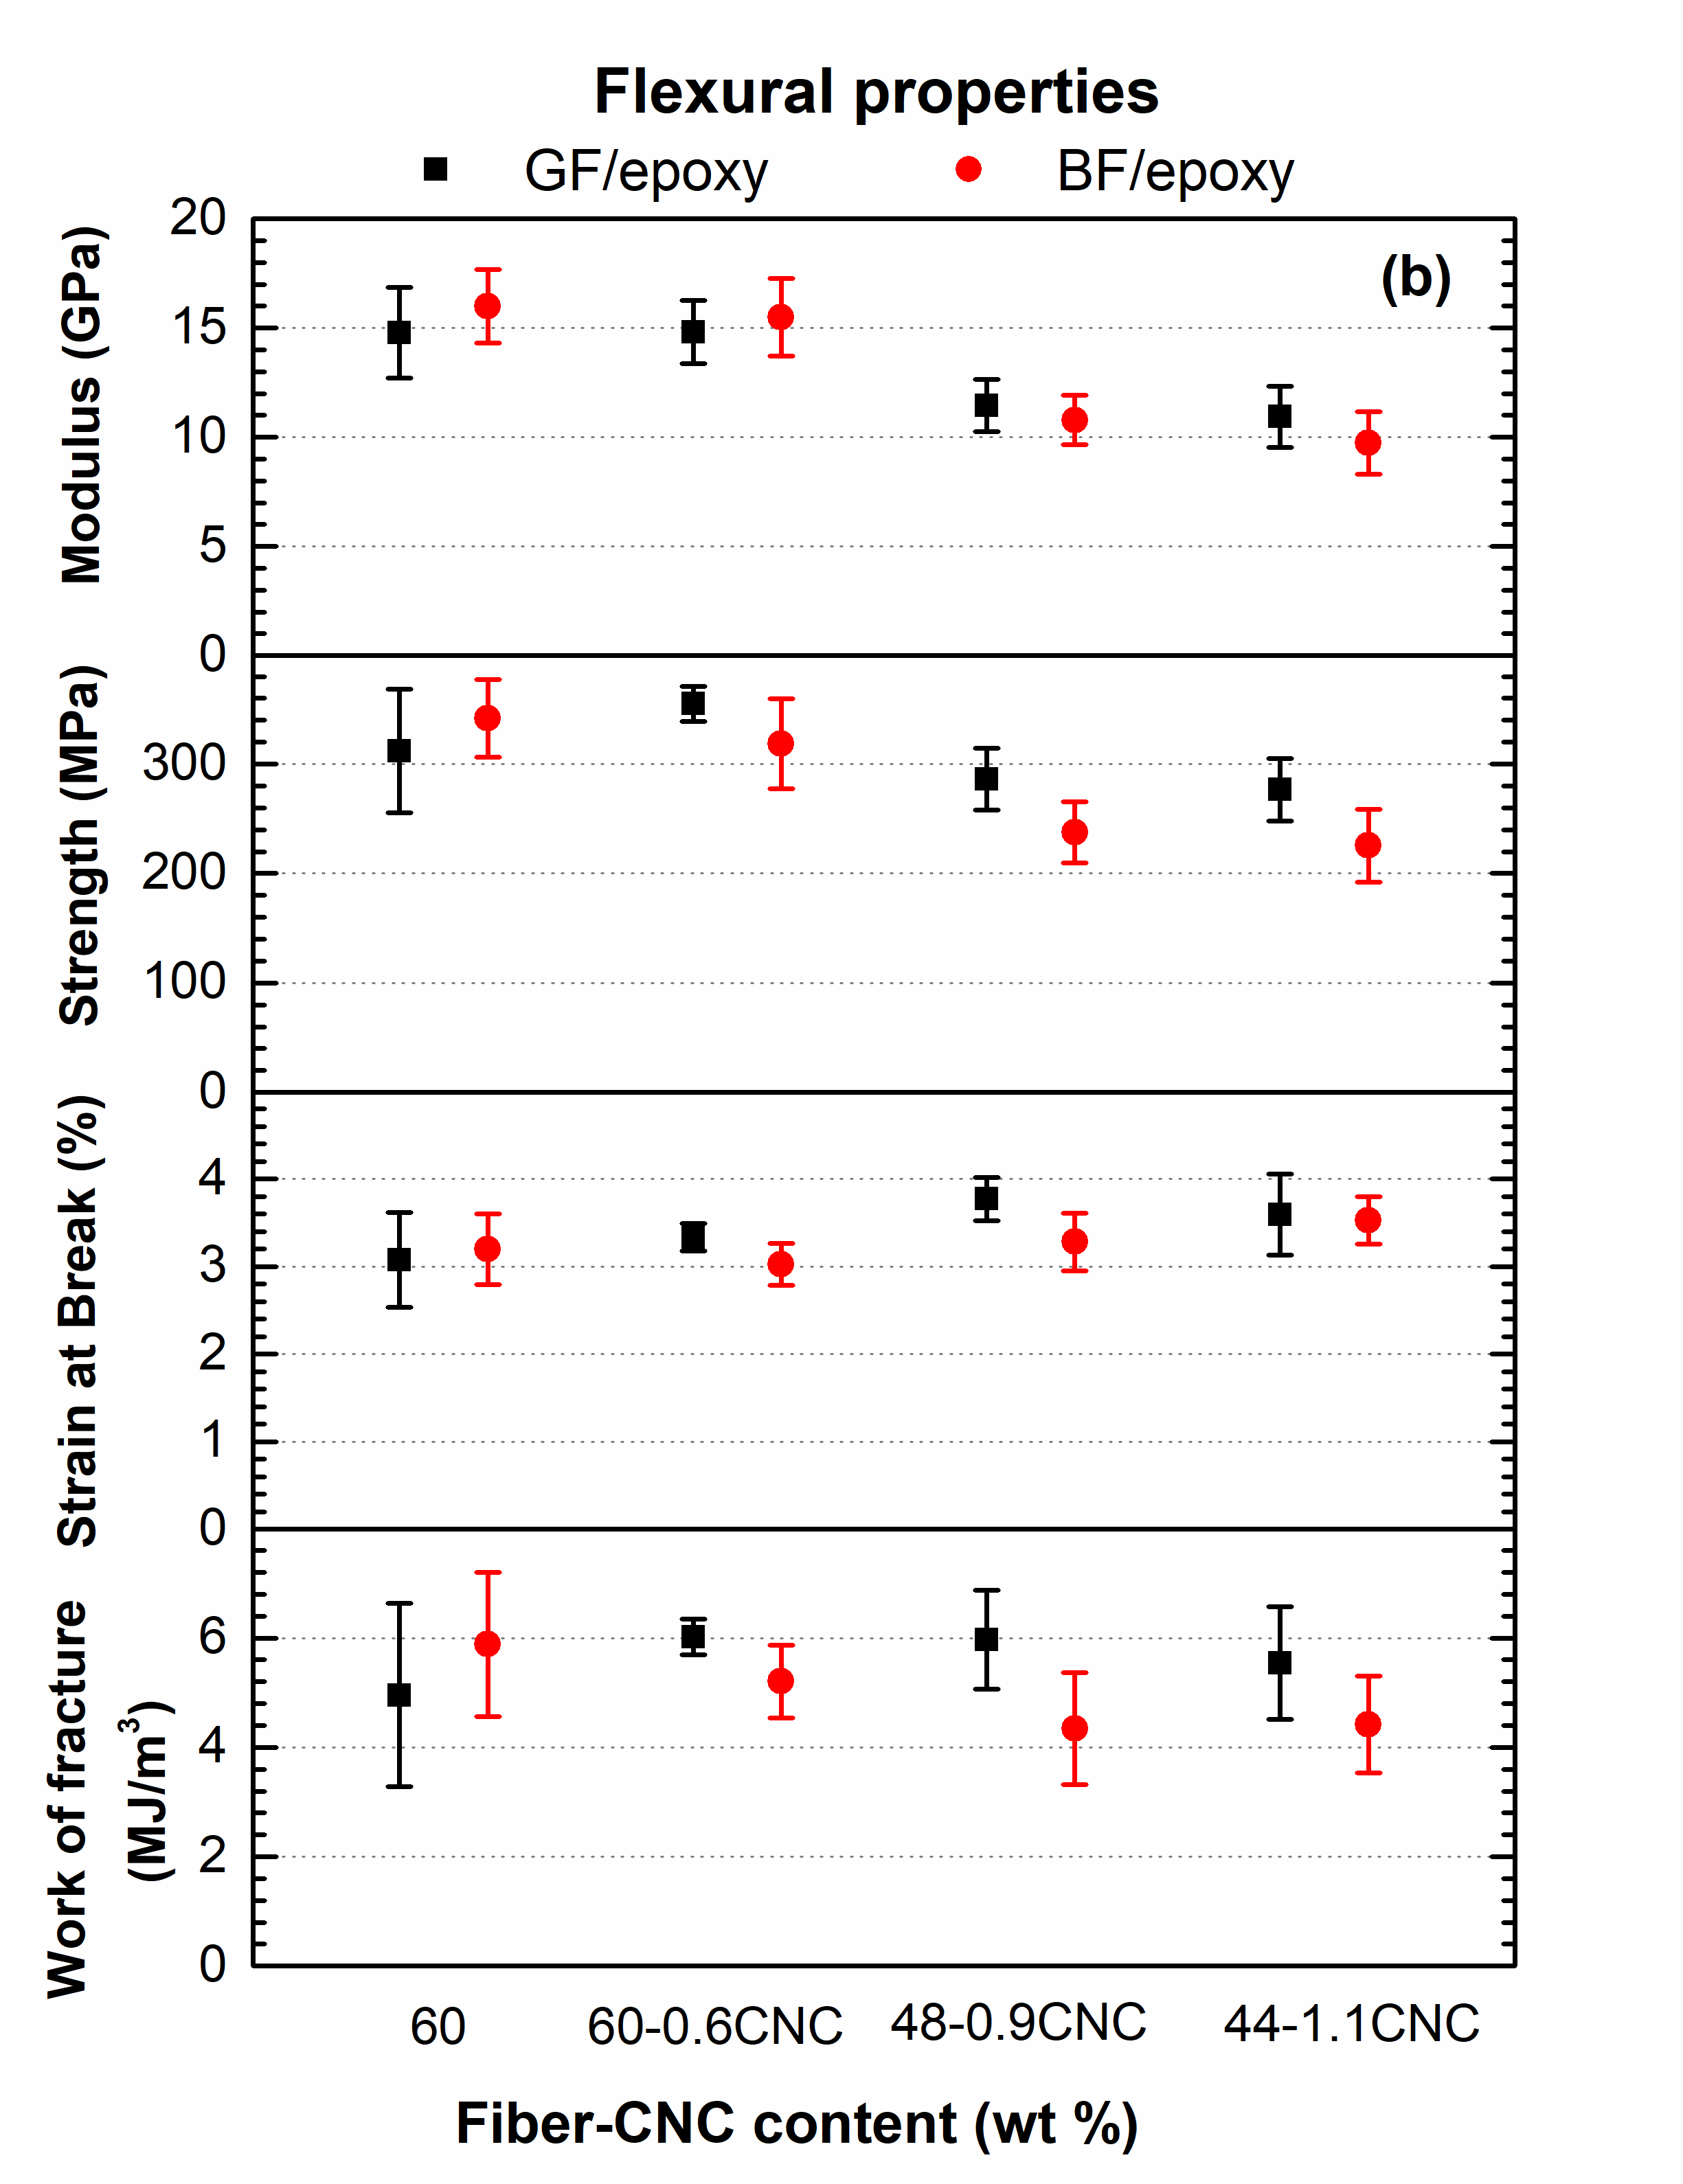 Flexural properties
GF/epoxy BF/epoxy
(b)
Modulus (GPa)
20
15
10
5
0
Strength (MPa)
300
200
100
0
Strain at Break (%)
4
3
2
1
0
Work of fracture
(MJ/m³)
6
4
2
0
60 60-0.6CNC 48-0.9CNC 44-1.1CNC
Fiber-CNC content (wt %)